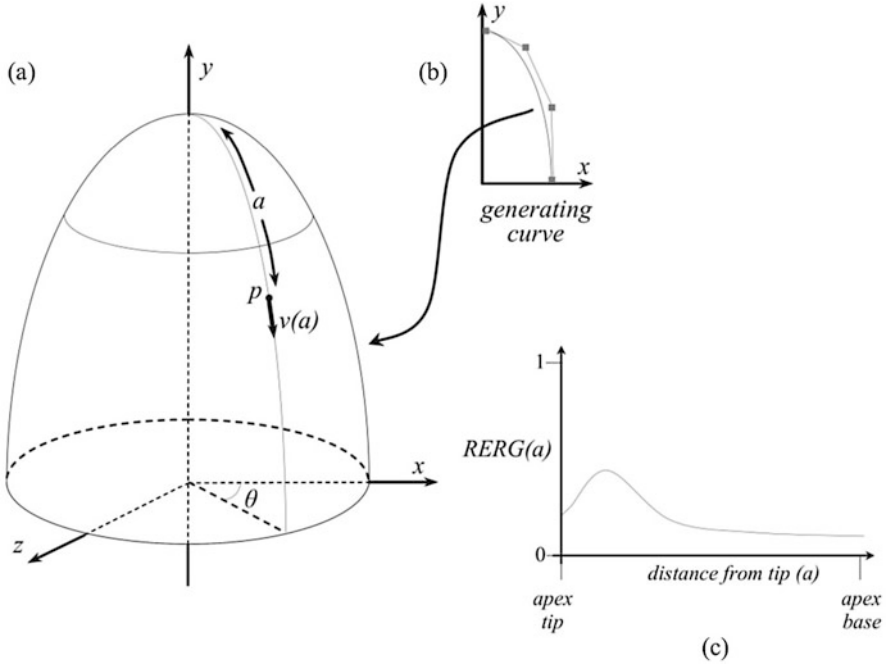 (a)
y
a
p
v(a)
x
θ
z
(b)
y
x
generating
curve
1
RERG(a)
0
distance from tip (a)
apex
tip
apex
base
(c)